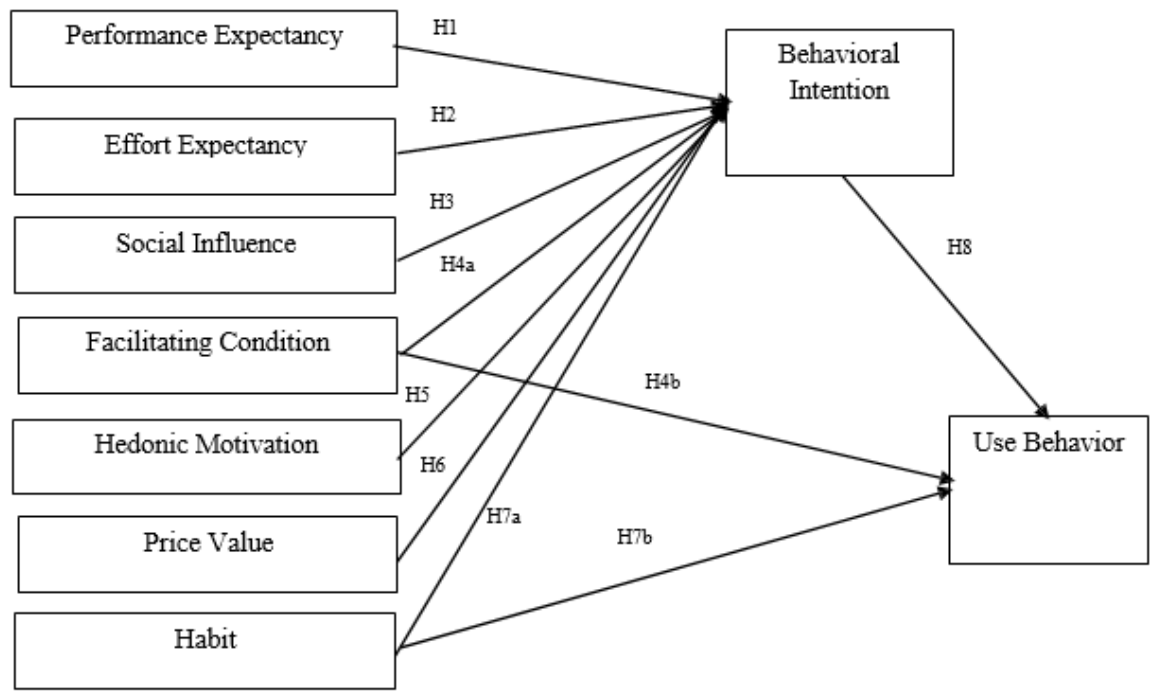 Performance Expectancy
H1
Behavioral
Intention
Effort Expectancy
H2
Social Influence
H3
H4a
H8
Facilitating Condition
H5
H4b
Hedonic Motivation
H6
Use Behavior
Price Value
H7a
H7b
Habit